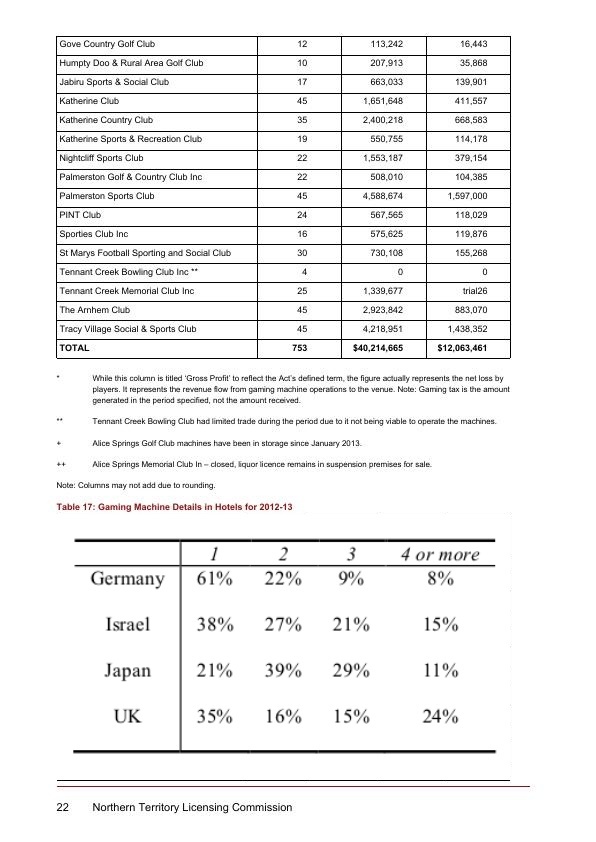 Gove Country Golf Club 12 113,242 16,443
Humpty Doo & Rural Area Golf Club 10 207,913 35,868
Jabiru Sports & Social Club 17 663,033 139,901
Katherine Club 45 1,651,648 411,557
Katherine Country Club 35 2,400,218 668,583
Katherine Sports & Recreation Club 19 550,755 114,178
Nightcliff Sports Club 22 1,553,187 379,154
Palmerston Golf & Country Club Inc 22 508,010 104,385
Palmerston Sports Club 45 4,588,674 1,597,000
PINT Club 24 567,565 118,029
Sporties Club Inc 16 575,625 119,876
St Marys Football Sporting and Social Club 30 730,108 155,268
Tennant Creek Bowling Club Inc ** 4 0 0
Tennant Creek Memorial Club Inc 25 1,339,677 trial26
The Arnhem Club 45 2,923,842 883,070
Tracy Village Social & Sports Club 45 4,218,951 1,438,352
TOTAL 753 $40,214,665 $12,063,461
* While this column is titled ‘Gross Profit’ to reflect the Act’s defined term, the figure actually represents the net loss by
players. It represents the revenue flow from gaming machine operations to the venue. Note: Gaming tax is the amount
generated in the period specified, not the amount received.
** Tennant Creek Bowling Club had limited trade during the period due to it not being viable to operate the machines.
+ Alice Springs Golf Club machines have been in storage since January 2013.
++ Alice Springs Memorial Club In – closed, liquor licence remains in suspension premises for sale.
Note: Columns may not add due to rounding.
Table 17: Gaming Machine Details in Hotels for 2012-13
1 2 3 4 or more
Germany 61% 22% 9% 8%
Israel 38% 27% 21% 15%
Japan 21% 39% 29% 11%
UK 35% 16% 15% 24%
22 Northern Territory Licensing Commission